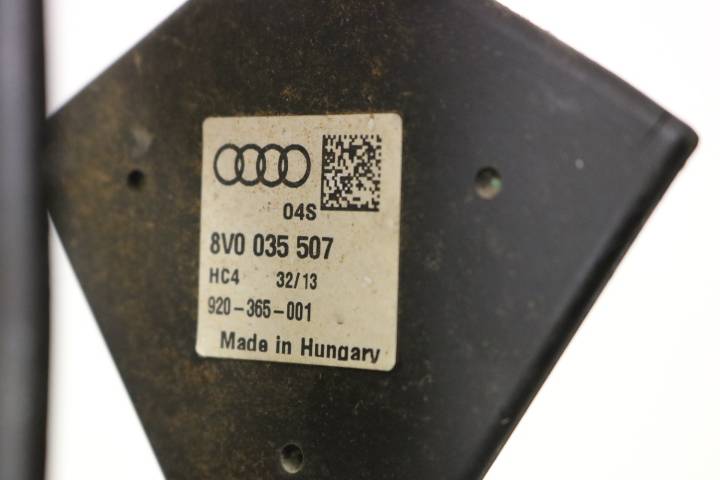 04S
8V0 035 507
HC4 32/13
920-365-001
Made in Hungary